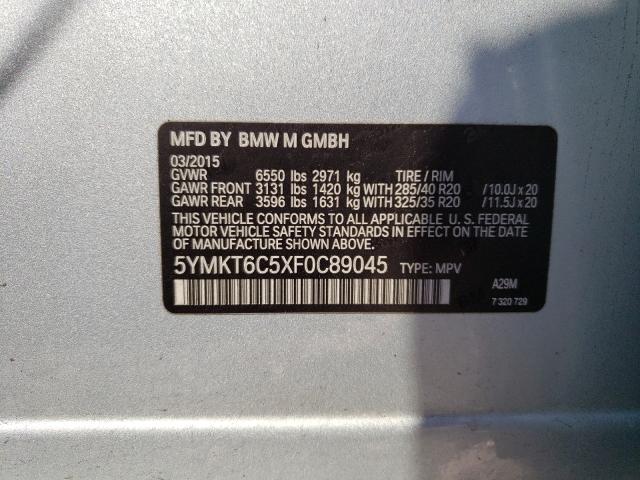 MFD BY BMW M GMBH
03/2015
GVWR 6550 lbs 2971 kg TIRE / RIM
GAWR FRONT 3131 lbs 1420 kg WITH 285/40 R20 /10.0J x 20
GAWR REAR 3596 lbs 1631 kg WITH 325/35 R20 /11.5J x 20
THIS VEHICLE CONFORMS TO ALL APPLICABLE U. S. FEDERAL
MOTOR VEHICLE SAFETY STANDARDS IN EFFECT ON THE
DATE OF MANUFACTURE SHOWN ABOVE.
5YMKT6C5XF0C89045 TYPE: MPV
A29M
7 320 729